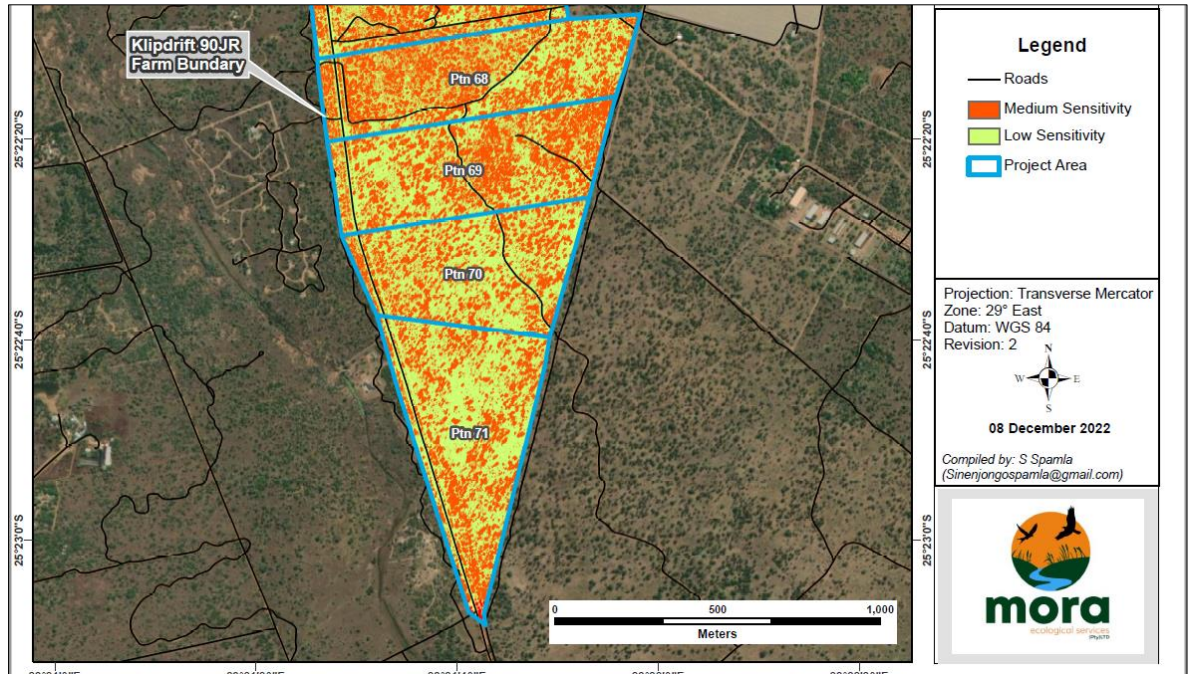 Klipdrift 90JR
Farm Bundary
Ptn 68
Ptn 69
Ptn 70
Ptn 71
25°22'20"S
25°22'40"S
25°23'0"S
25°22'20"S
25°22'40"S
25°23'0"S
0 500 1,000
Meters
Legend
Roads
Medium Sensitivity
Low Sensitivity
Project Area
Projection: Transverse Mercator
Zone: 29° East
Datum: WGS 84
Revision: 2
N
W E
S
08 December 2022
Compiled by: S Spamla
(Sinenjongospamla@gmail.com)
mora
ecological services
(Pty)LTD